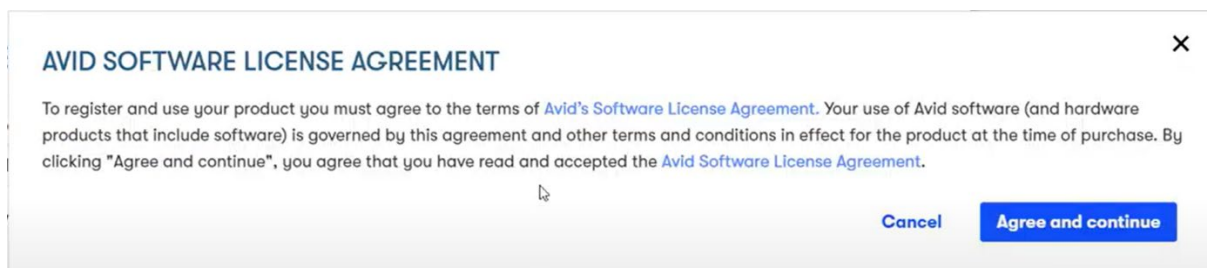 AVID SOFTWARE LICENSE AGREEMENT
To register and use your product you must agree to the terms of Avid's Software License Agreement. Your use of Avid software (and hardware
products that include software) is governed by this agreement and other terms and conditions in effect for the product at the time of purchase. By
clicking "Agree and continue", you agree that you have read and accepted the Avid Software License Agreement.
Cancel
Agree and continue